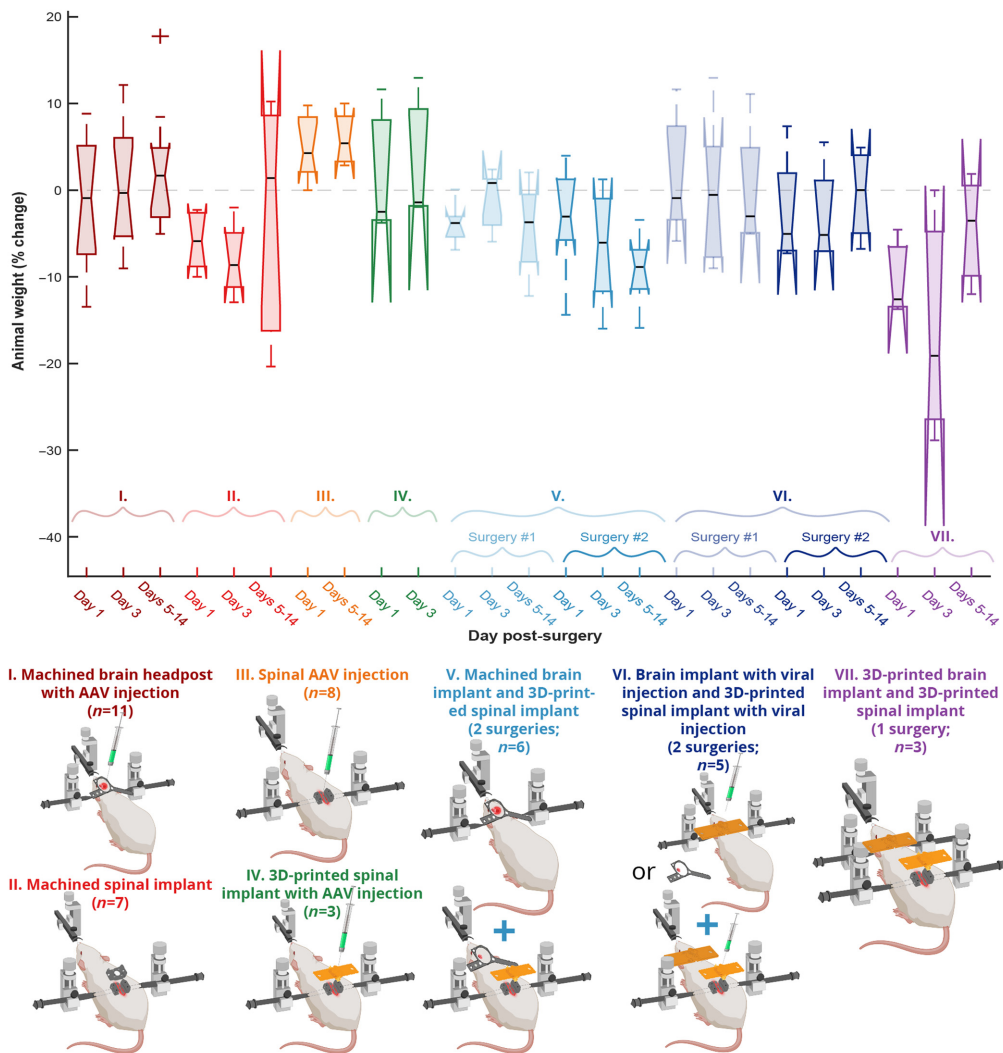 20
10
0
−10
−20
−30
−40
Animal weight (% change)
I.
II.
III.
IV.
V.
VI.
VII.
Surgery #1
Surgery #2
Surgery #1
Surgery #2
Day 1
Day 3
Days 5-14
Day 1
Day 3
Days 5-14
Day 1
Days 5-14
Day 1
Day 3
Day 1
Day 3
Days 5-14
Day 1
Day 3
Days 5-14
Day 1
Day 3
Days 5-14
Day 1
Day 3
Days 5-14
Day 1
Day 3
Days 5-14
Day post-surgery
I. Machined brain headpost
with AAV injection
(n=11)
II. Machined spinal implant
(n=7)
III. Spinal AAV injection
(n=8)
IV. 3D-printed spinal
implant with AAV injection
(n=3)
V. Machined brain
implant and 3D-print-
ed spinal implant
(2 surgeries;
n=6)
+
VI. Brain implant with viral
injection and 3D-printed
spinal implant with viral
injection
(2 surgeries;
n=5)
or
+
VII. 3D-printed brain
implant and 3D-printed
spinal implant
(1 surgery;
n=3)